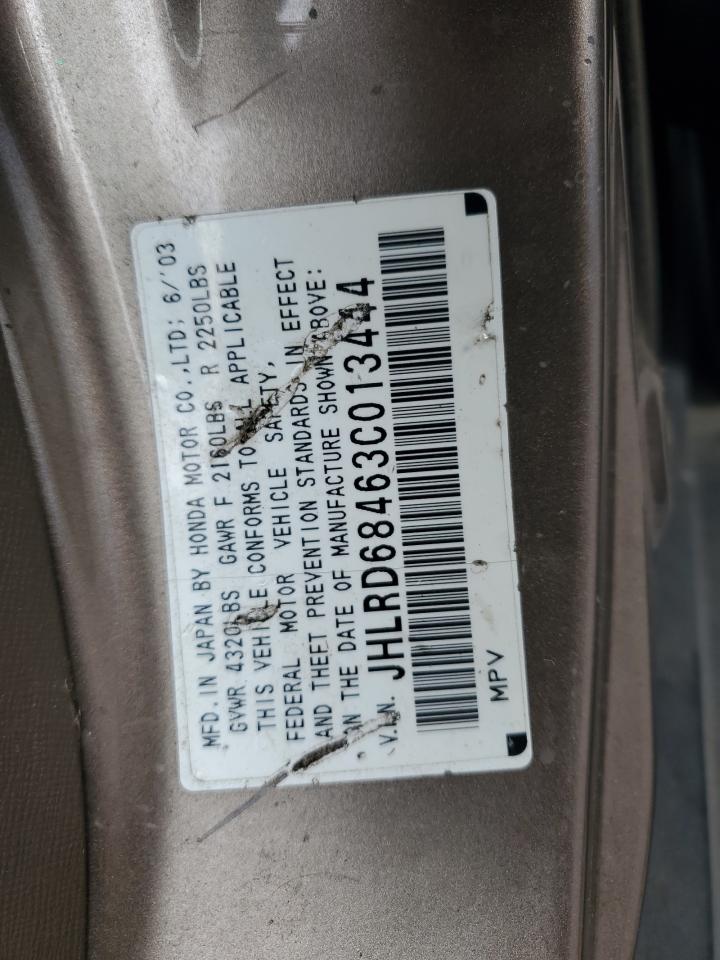 MFD. IN JAPAN BY HONDA MOTOR CO.,LTD; 6/'03
GVWR 4320LBS GAWR F 2160LBS R 2250LBS
THIS VEHICLE CONFORMS TO ALL APPLICABLE
FEDERAL MOTOR VEHICLE SAFETY,
AND THEFT PREVENTION STANDARDS IN EFFECT
ON THE DATE OF MANUFACTURE SHOWN ABOVE:
V.I.N. JHLRD68463C013444
MPV